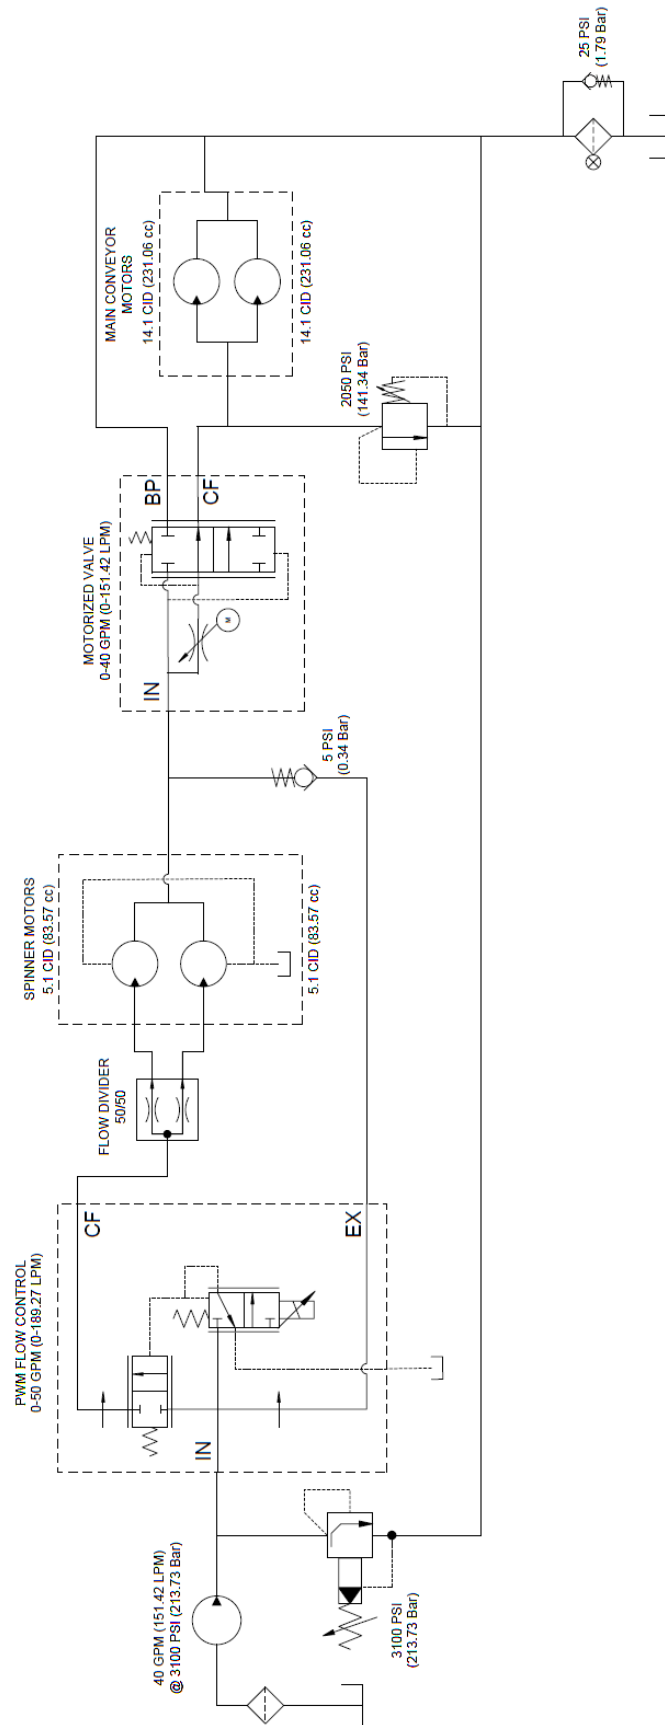 40 GPM (151.42 LPM)
@ 3100 PSI (213.73 Bar)
3100 PSI
(213.73 Bar)
PWM FLOW CONTROL
0-50 GPM (0-189.27 LPM)
IN
CF
EX
FLOW DIVIDER
50/50
SPINNER MOTORS
5.1 CID (83.57 cc)
5.1 CID (83.57 cc)
5 PSI
(0.34 Bar)
MOTORIZED VALVE
0-40 GPM (0-151.42 LPM)
IN
M
BP
CF
2050 PSI
(141.34 Bar)
MAIN CONVEYOR
MOTORS
14.1 CID (231.06 cc)
14.1 CID (231.06 cc)
25 PSI
(1.79 Bar)